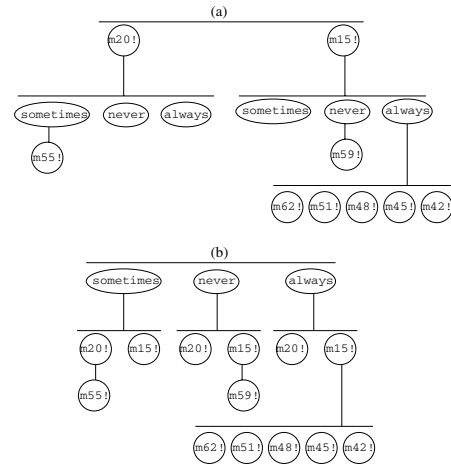 (a)
m20! m15!
sometimes never always sometimes never always
m55! m59!
m62! m51! m48! m45! m42!
(b)
sometimes never always
m20! m15! m20! m15! m20! m15!
m55! m59!
m62! m51! m48! m45! m42!